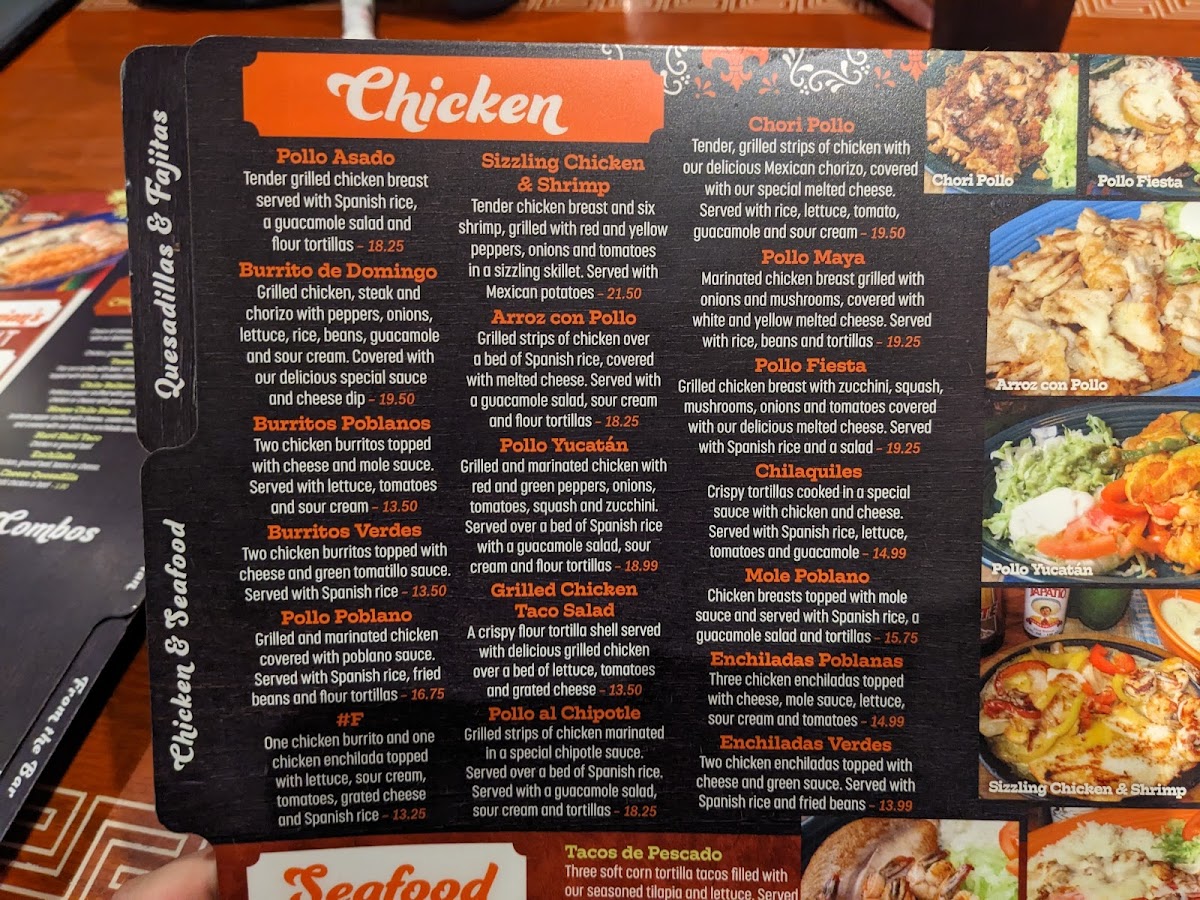 Quesadillas & Fajitas
Chicken & Seafood
Chicken
Pollo Asado
Tender grilled chicken breast
served with Spanish rice,
a guacamole salad and
flour tortillas – 18.25
Burrito de Domingo
Grilled chicken, steak and
chorizo with peppers, onions,
lettuce, rice, beans, guacamole
and sour cream. Covered with
our delicious special sauce
and cheese dip – 19.50
Burritos Poblanos
Two chicken burritos topped
with cheese and mole sauce.
Served with lettuce, tomatoes
and sour cream – 13.50
Burritos Verdes
Two chicken burritos topped with
cheese and green tomatillo sauce.
Served with Spanish rice – 13.50
Pollo Poblano
Grilled and marinated chicken
covered with poblano sauce.
Served with Spanish rice, fried
beans and flour tortillas – 16.75
#F
One chicken burrito and one
chicken enchilada topped
with lettuce, sour cream,
tomatoes, grated cheese
and Spanish rice – 13.25
Sizzling Chicken
& Shrimp
Tender chicken breast and six
shrimp, grilled with red and yellow
peppers, onions and tomatoes
in a sizzling skillet. Served with
Mexican potatoes – 21.50
Arroz con Pollo
Grilled strips of chicken over
a bed of Spanish rice, covered
with melted cheese. Served with
a guacamole salad, sour cream
and flour tortillas – 18.25
Pollo Yucatán
Grilled and marinated chicken with
red and green peppers, onions,
tomatoes, squash and zucchini.
Served over a bed of Spanish rice
with a guacamole salad, sour
cream and flour tortillas – 18.99
Grilled Chicken
Taco Salad
A crispy flour tortilla shell served
with delicious grilled chicken
over a bed of lettuce, tomatoes
and grated cheese – 13.50
Pollo al Chipotle
Grilled strips of chicken marinated
in a special chipotle sauce.
Served over a bed of Spanish rice.
Served with a guacamole salad,
sour cream and tortillas – 18.25
Chori Pollo
Tender, grilled strips of chicken with
our delicious Mexican chorizo, covered
with our special melted cheese.
Served with rice, lettuce, tomato,
guacamole and sour cream – 19.50
Pollo Maya
Marinated chicken breast grilled with
onions and mushrooms, covered with
white and yellow melted cheese. Served
with rice, beans and tortillas – 19.25
Pollo Fiesta
Grilled chicken breast with zucchini, squash,
mushrooms, onions and tomatoes covered
with our delicious melted cheese. Served
with Spanish rice and a salad – 19.25
Chilaquiles
Crispy tortillas cooked in a special
sauce with chicken and cheese.
Served with Spanish rice, lettuce,
tomatoes and guacamole – 14.99
Mole Poblano
Chicken breasts topped with mole
sauce and served with Spanish rice, a
guacamole salad and tortillas – 15.75
Enchiladas Poblanas
Three chicken enchiladas topped
with cheese, mole sauce, lettuce,
sour cream and tomatoes – 14.99
Enchiladas Verdes
Two chicken enchiladas topped with
cheese and green sauce. Served with
Spanish rice and fried beans – 13.99
Chori Pollo
Pollo Fiesta
Arroz con Pollo
Pollo Yucatán
TAPATIO
Sizzling Chicken & Shrimp
Seafood
Tacos de Pescado
Three soft corn tortilla tacos filled with
our seasoned tilapia and lettuce. Served
Combos
From the Bar